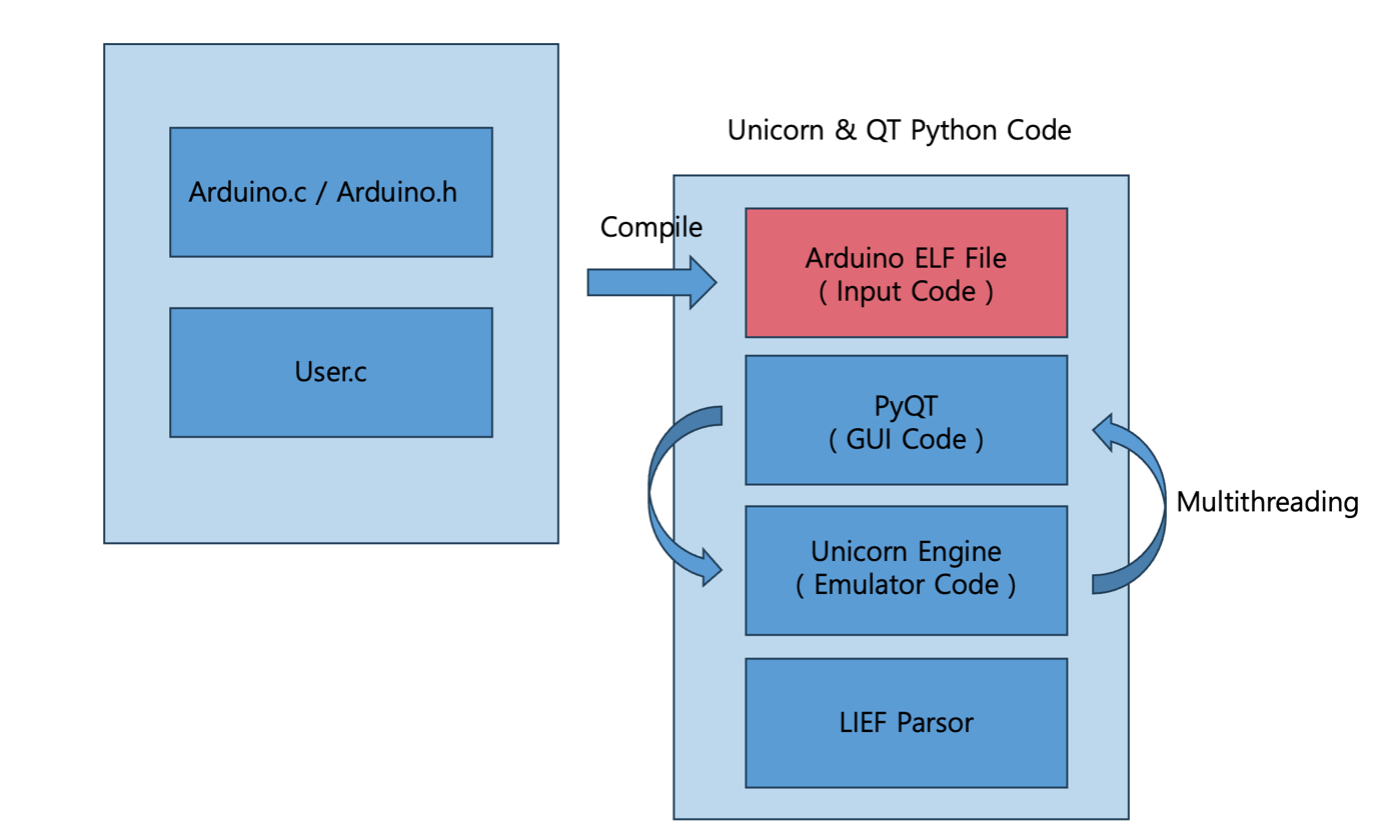 Arduino.c / Arduino.h
User.c
Compile
Unicorn & QT Python Code
Arduino ELF File
( Input Code )
PyQT
( GUI Code )
Unicorn Engine
( Emulator Code )
Multithreading
LIEF Parsor